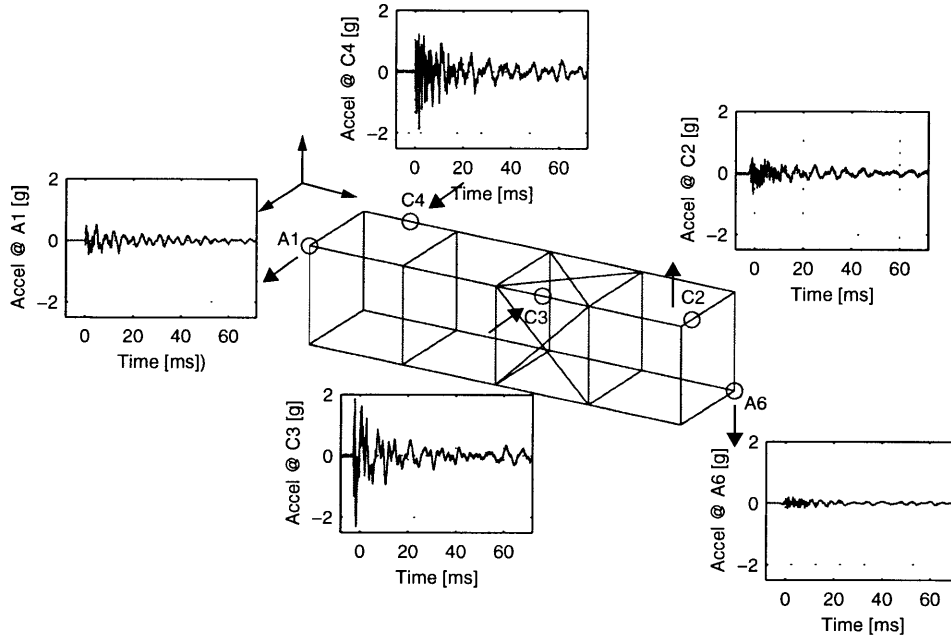 2
0
−2
Accel @ C4 [g]
0 20 40 60
Time [ms]
2
0
−2
Accel @ A1 [g]
0 20 40 60
Time [ms])
2
0
−2
Accel @ C2 [g]
0 20 40 60
Time [ms]
C4
A1
C2
C3
A6
2
0
−2
Accel @ C3 [g]
0 20 40 60
Time [ms]
2
0
−2
Accel @ A6 [g]
0 20 40 60
Time [ms]